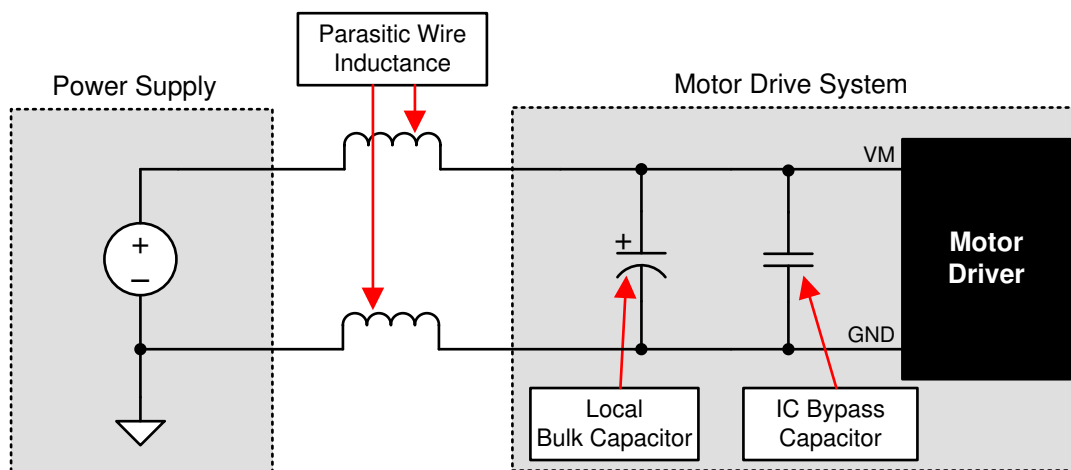 Parasitic Wire
Inductance
Power Supply
Motor Drive System
VM
+
–
+
Motor
Driver
GND
Local
Bulk Capacitor
IC Bypass
Capacitor